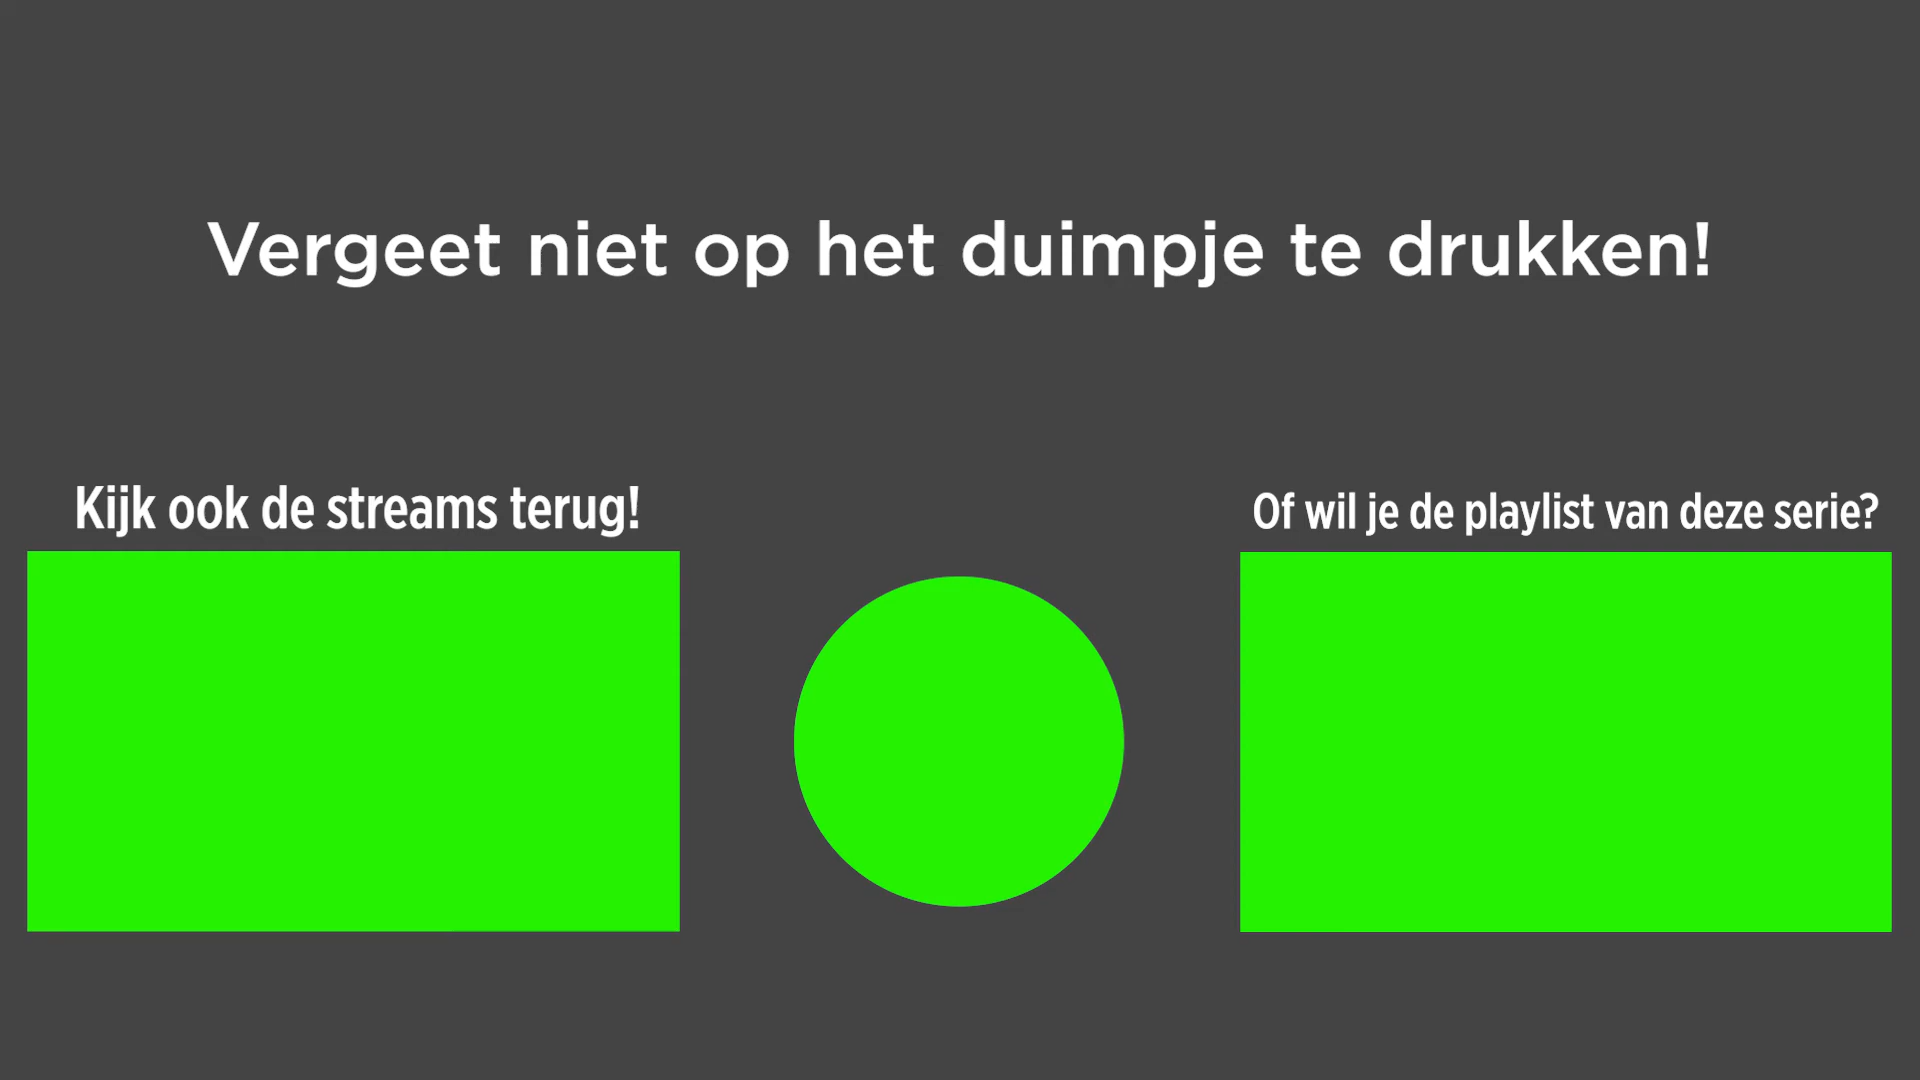 Vergeet niet op het duimpje te drukken!
Kijk ook de streams terug!
Of wil je de playlist van deze serie?